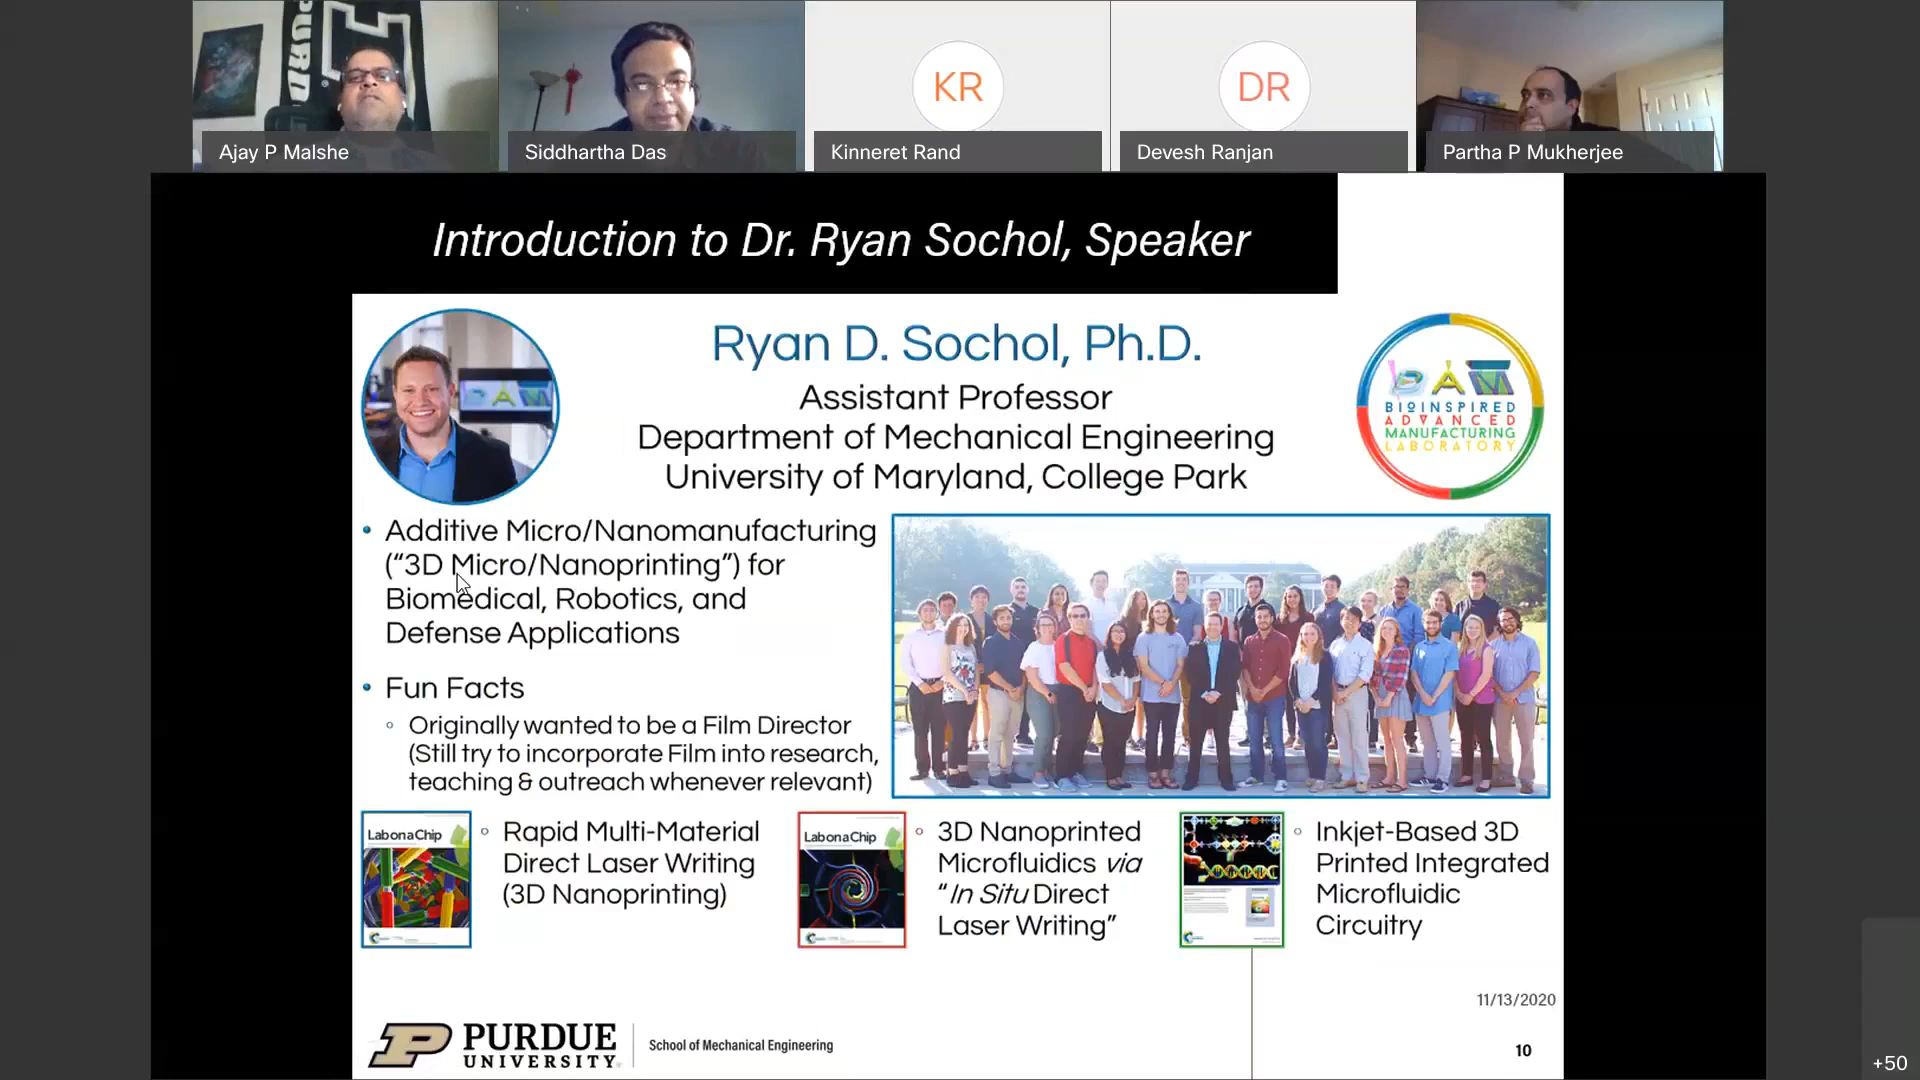 PURD
Ajay P Malshe
Siddhartha Das
KR
Kinneret Rand
DR
Devesh Ranjan
Partha P Mukherjee
Introduction to Dr. Ryan Sochol, Speaker
Ryan D. Sochol, Ph.D.
Assistant Professor
Department of Mechanical Engineering
University of Maryland, College Park
BAM
BAM
BIOINSPIRED
ADVANCED
MANUFACTURING
LABORATORY
• Additive Micro/Nanomanufacturing
(“3D Micro/Nanoprinting”) for
Biomedical, Robotics, and
Defense Applications
• Fun Facts
◦ Originally wanted to be a Film Director
(Still try to incorporate Film into research,
teaching & outreach whenever relevant)
Lab on a Chip
◦ Rapid Multi-Material
Direct Laser Writing
(3D Nanoprinting)
Lab on a Chip
◦ 3D Nanoprinted
Microfluidics via
“In Situ Direct
Laser Writing”
◦ Inkjet-Based 3D
Printed Integrated
Microfluidic
Circuitry
11/13/2020
P PURDUE
UNIVERSITY®
School of Mechanical Engineering
10
+50